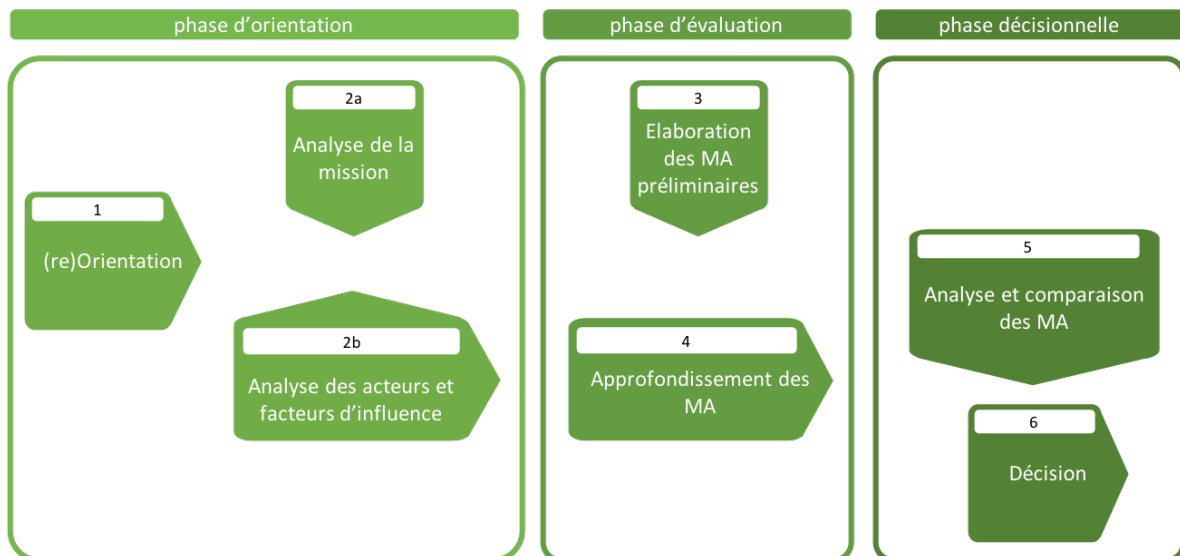 phase d'orientation
phase d'évaluation
phase décisionnelle
1
(re)Orientation
2a
Analyse de la
mission
2b
Analyse des acteurs et
facteurs d'influence
3
Elaboration
des MA
préliminaires
4
Approfondissement des
MA
5
Analyse et comparaison
des MA
6
Décision